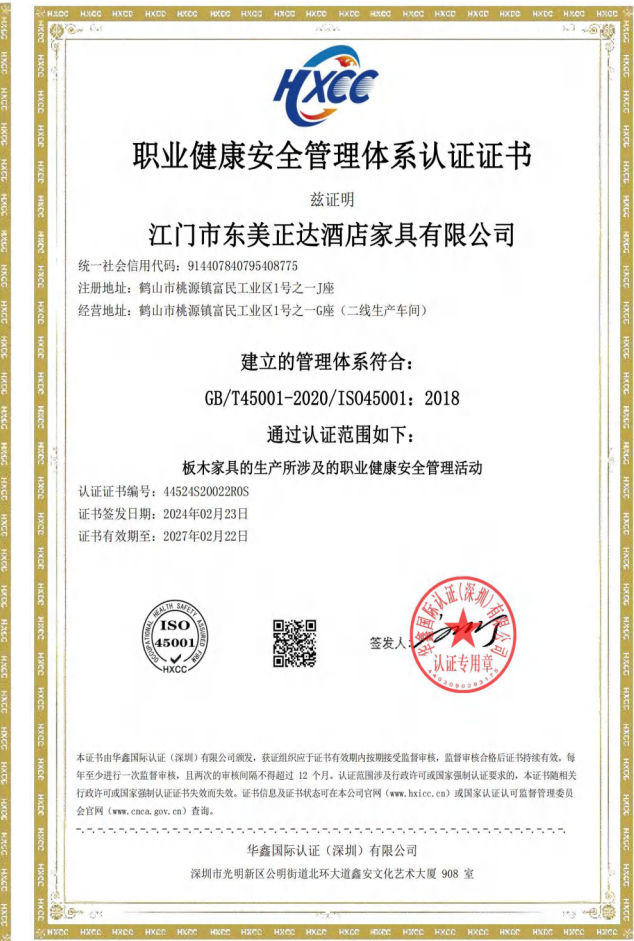 HXCC
职业健康安全管理体系认证证书
兹证明
江门市东美正达酒店家具有限公司
统一社会信用代码：914407840795408775
注册地址：鹤山市桃源镇富民工业区1号之一J座
经营地址：鹤山市桃源镇富民工业区1号之一G座（二线生产车间）
建立的管理体系符合：
GB/T45001-2020/ISO45001：2018
通过认证范围如下：
板木家具的生产所涉及的职业健康安全管理活动
认证证书编号：44524S20022R0S
证书签发日期：2024年02月23日
证书有效期至：2027年02月22日
OCCUPATIONAL HEALTH SAFETY ASSURED FIRM
ISO
45001
HXCC
签发人：
华鑫国际认证（深圳）有限公司
认证专用章
本证书由华鑫国际认证（深圳）有限公司颁发，获证组织应于证书有效期内按期接受监督审核，监督审核合格后证书持续有效，每
年至少进行一次监督审核，且两次的审核间隔不得超过 12 个月。认证范围涉及行政许可或国家强制认证要求的，本证书随相关
行政许可或国家强制认证证书失效而失效。证书信息及证书状态可在本公司官网（www.hxicc.cn）或国家认证认可监督管理委员
会官网（www.cnca.gov.cn）查询。
华鑫国际认证（深圳）有限公司
深圳市光明新区公明街道北环大道鑫安文化艺术大厦 908 室